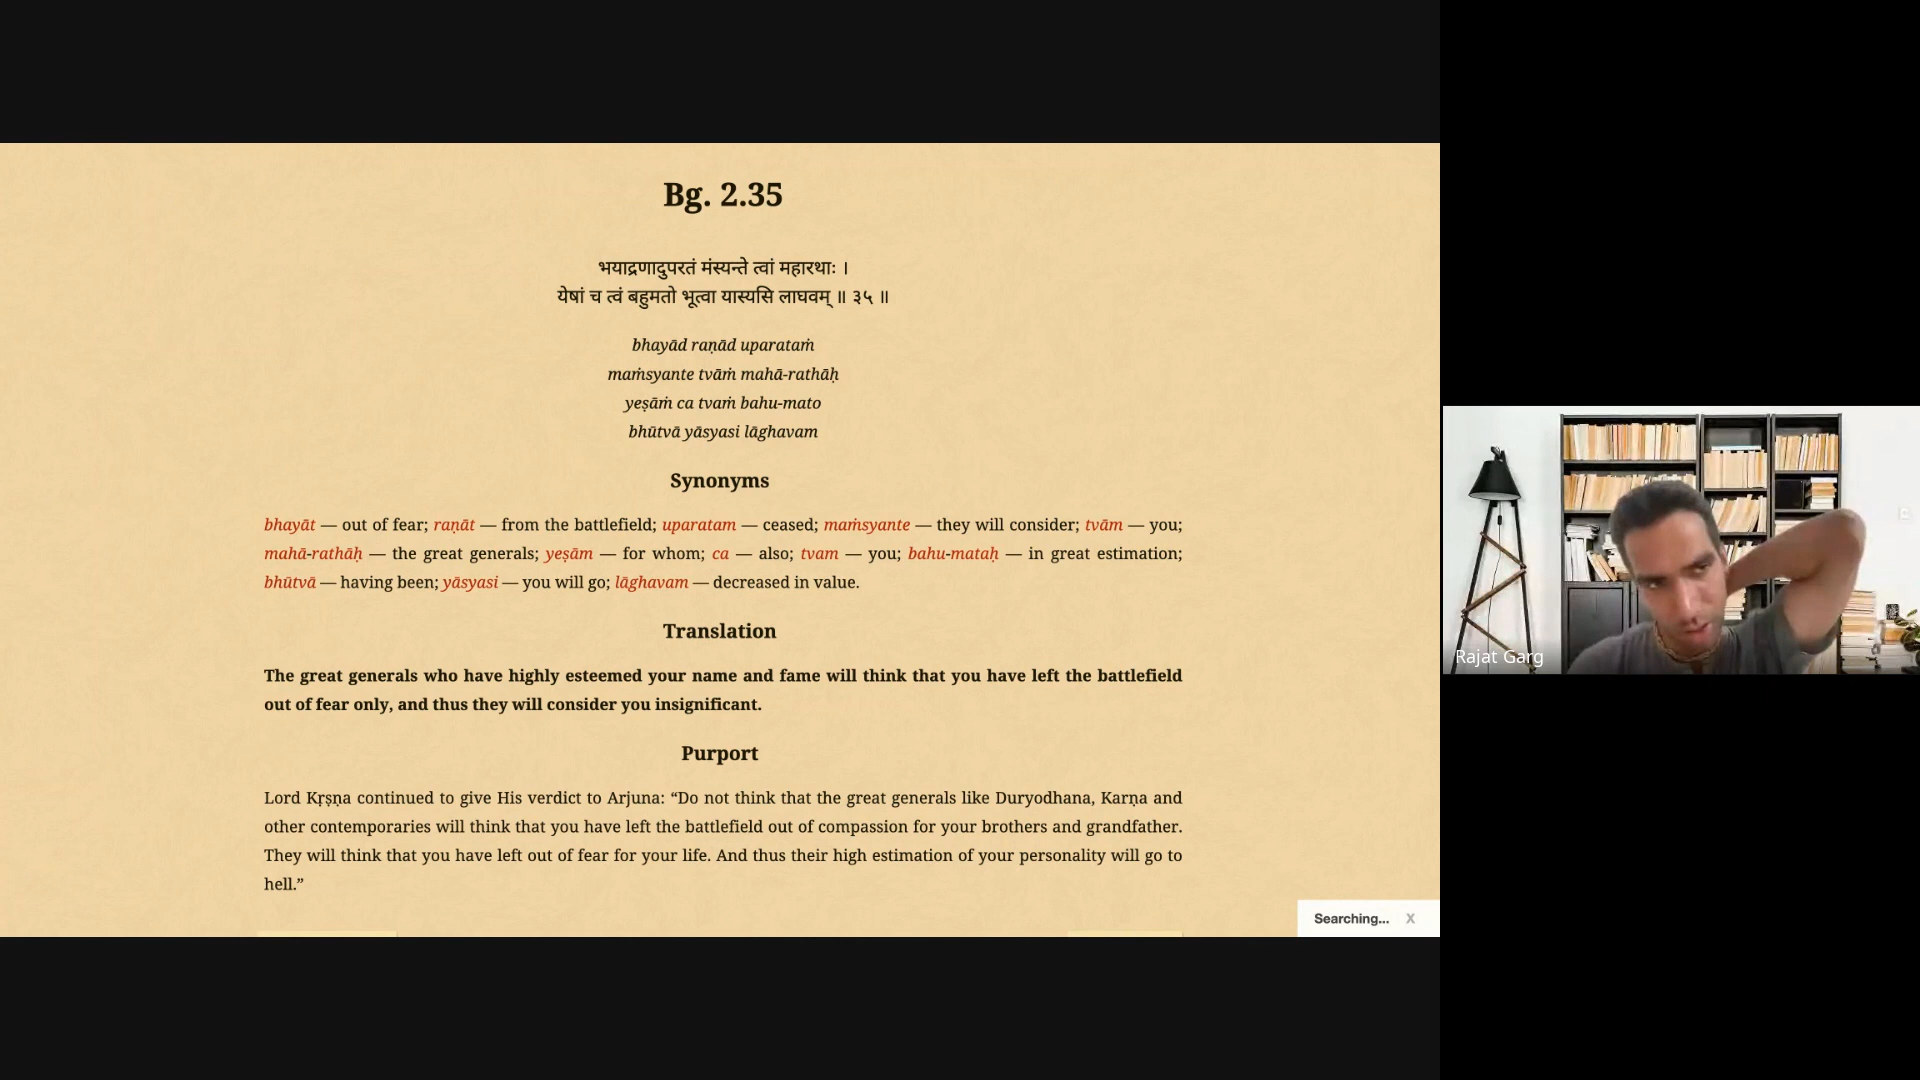 Bg. 2.35
भयाद्रणादुपरतं मंस्यन्ते त्वां महारथाः ।
येषां च त्वं बहुमतो भूत्वा यास्यसि लाघवम् ॥ ३५ ॥
bhayād raṇād uparataṁ
maṁsyante tvāṁ mahā-rathāḥ
yeṣāṁ ca tvaṁ bahu-mato
bhūtvā yāsyasi lāghavam
Synonyms
bhayāt — out of fear; raṇāt — from the battlefield; uparatam — ceased; maṁsyante — they will consider; tvām — you;
mahā-rathāḥ — the great generals; yeṣām — for whom; ca — also; tvam — you; bahu-mataḥ — in great estimation;
bhūtvā — having been; yāsyasi — you will go; lāghavam — decreased in value.
Translation
The great generals who have highly esteemed your name and fame will think that you have left the battlefield
out of fear only, and thus they will consider you insignificant.
Purport
Lord Kṛṣṇa continued to give His verdict to Arjuna: “Do not think that the great generals like Duryodhana, Karṇa and
other contemporaries will think that you have left the battlefield out of compassion for your brothers and grandfather.
They will think that you have left out of fear for your life. And thus their high estimation of your personality will go to
hell.”
Searching... X
Rajat Garg